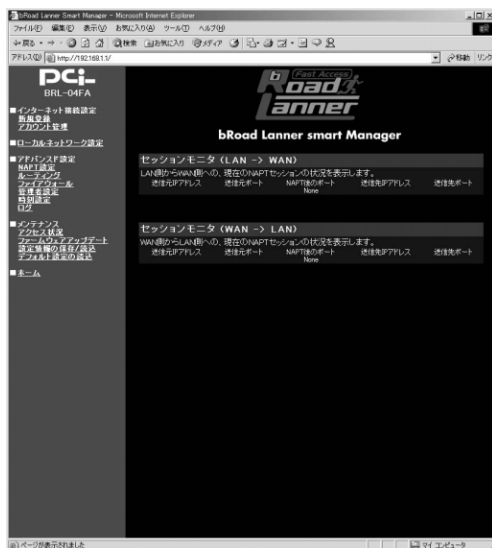 bRoad Lanner Smart Manager - Microsoft Internet Explorer
ファイル(F) 編集(E) 表示(V) お気に入り(A) ツール(T) ヘルプ(H)
戻る 検索 お気に入り メディア
アドレス(D) http://192.168.1.1/ 移動 リンク
PCi
BRL-04FA
■インターネット接続設定
新規登録
アカウント管理
■ローカルネットワーク設定
■アドバンスド設定
NAPT設定
ルーティング
ファイアウォール
管理者設定
時刻設定
ログ
■メンテナンス
アクセス状況
ファームウェアアップデート
設定情報の保存/読込
デフォルト設定の読込
■ホーム
b Fast Access
Road
Lanner
bRoad Lanner smart Manager
セッションモニタ (LAN -> WAN)
LAN側からWAN側への、現在のNAPTセッションの状況を表示します。
送信元IPアドレス 送信元ポート NAPT後のポート 送信先IPアドレス 送信先ポート
None
セッションモニタ (WAN -> LAN)
WAN側からLAN側への、現在のNAPTセッションの状況を表示します。
送信元IPアドレス 送信元ポート NAPT後のポート 送信先IPアドレス 送信先ポート
None
ページが表示されました マイ コンピュータ